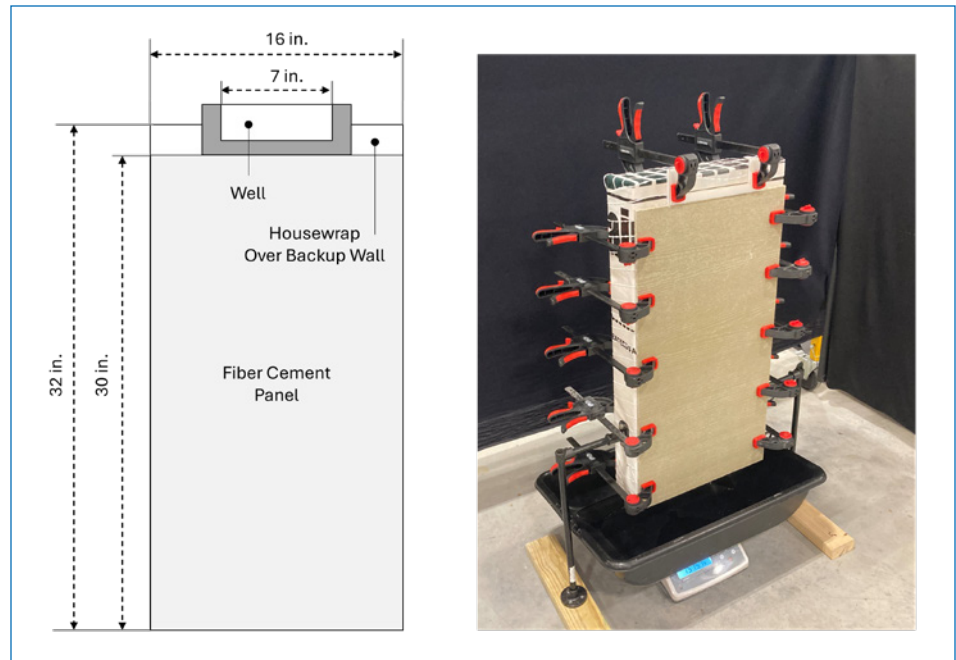 16 in.
7 in.
Well
Housewrap
Over Backup Wall
Fiber Cement
Panel
32 in.
30 in.